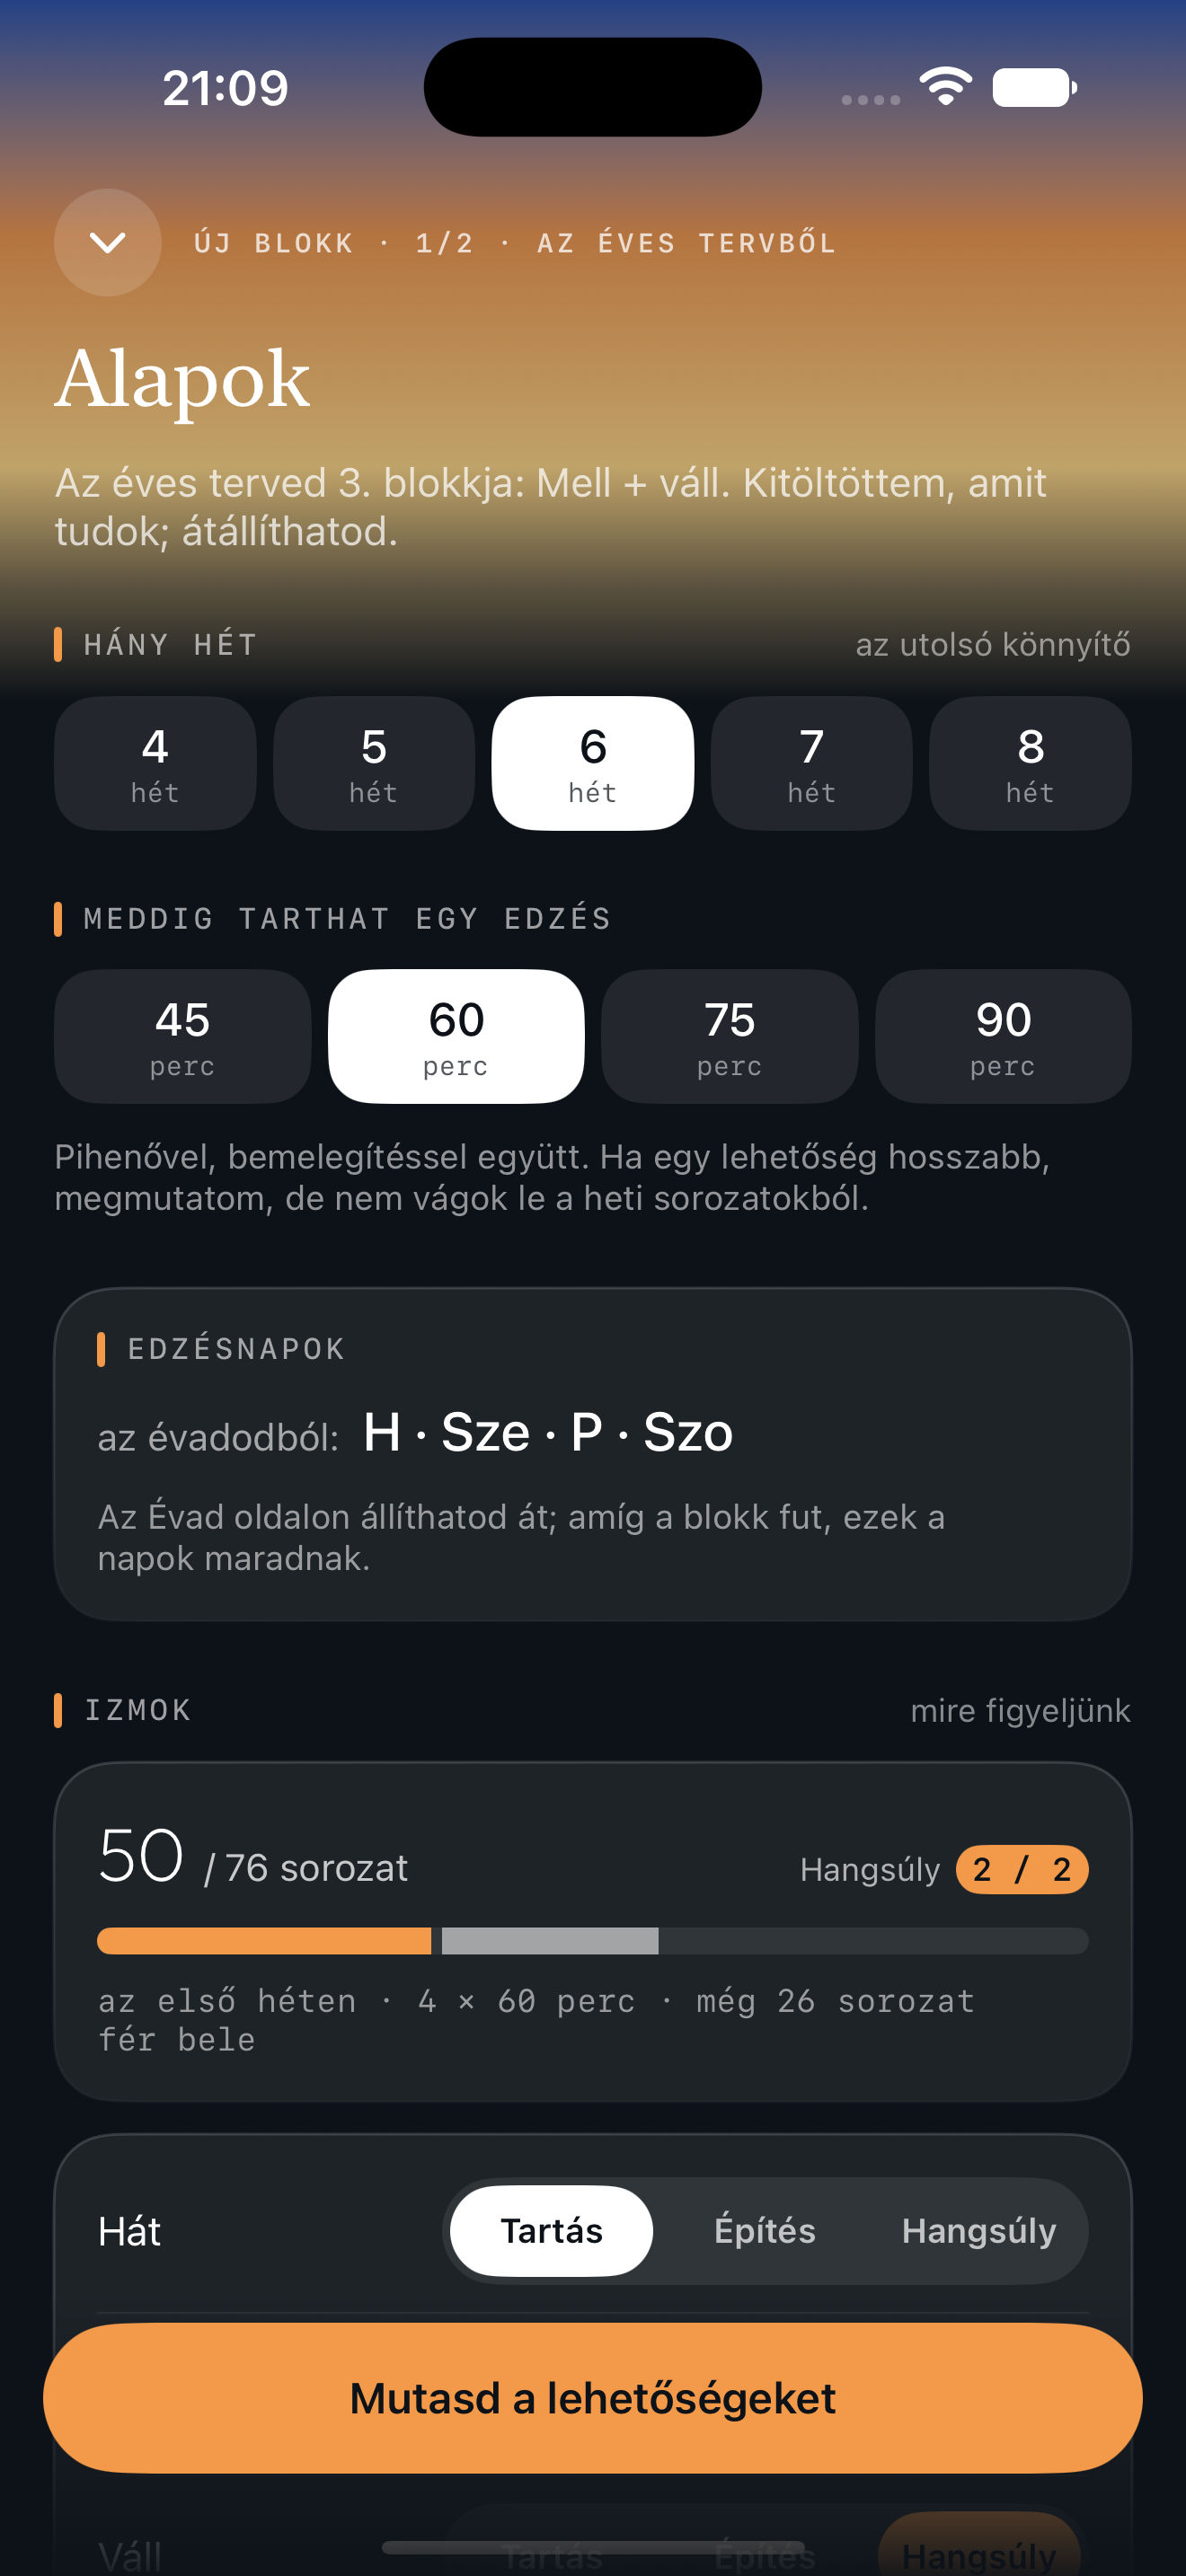 21:09
ÚJ BLOKK · 1/2 · AZ ÉVES TERVBŐL
Alapok
Az éves terved 3. blokkja: Mell + váll. Kitöltöttem, amit
tudok; átállíthatod.
HÁNY HÉT
az utolsó könnyítő
4 5 6 7 8
hét hét hét hét hét
MEDDIG TARTHAT EGY EDZÉS
45 60 75 90
perc perc perc perc
Pihenővel, bemelegítéssel együtt. Ha egy lehetőség hosszabb,
megmutatom, de nem vágok le a heti sorozatokból.
EDZÉSNAPOK
az évadodból: H · Sze · P · Szo
Az Évad oldalon állíthatod át; amíg a blokk fut, ezek a
napok maradnak.
IZMOK
mire figyeljünk
50 / 76 sorozat
Hangsúly 2 / 2
az első héten · 4 × 60 perc · még 26 sorozat
fér bele
Hát Tartás Építés Hangsúly
Mutasd a lehetőségeket
Váll Tartás Építés Hangsúly